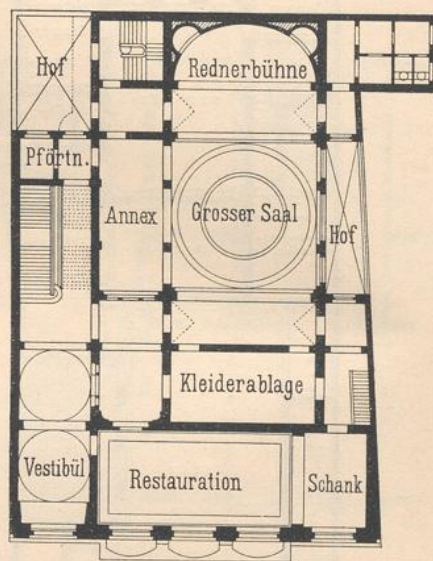 Hof
Rednerbühne
Pförtn.
Annex
Grosser Saal
Hof
Kleiderablage
Vestibül
Restauration
Schank